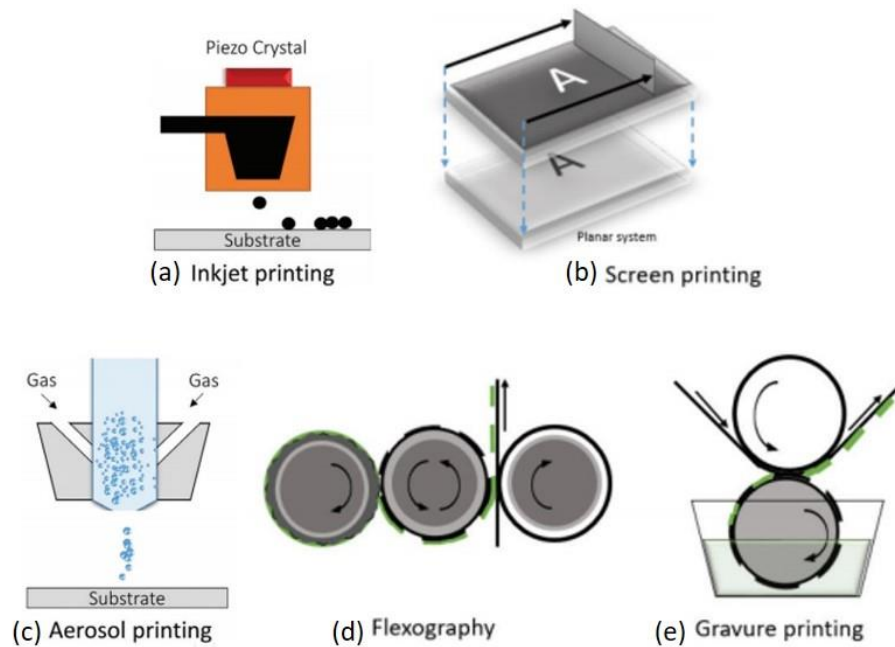 Piezo Crystal
A
A
Substrate
Planar system
(a) Inkjet printing
(b) Screen printing
Gas
Gas
Substrate
(c) Aerosol printing
(d) Flexography
(e) Gravure printing